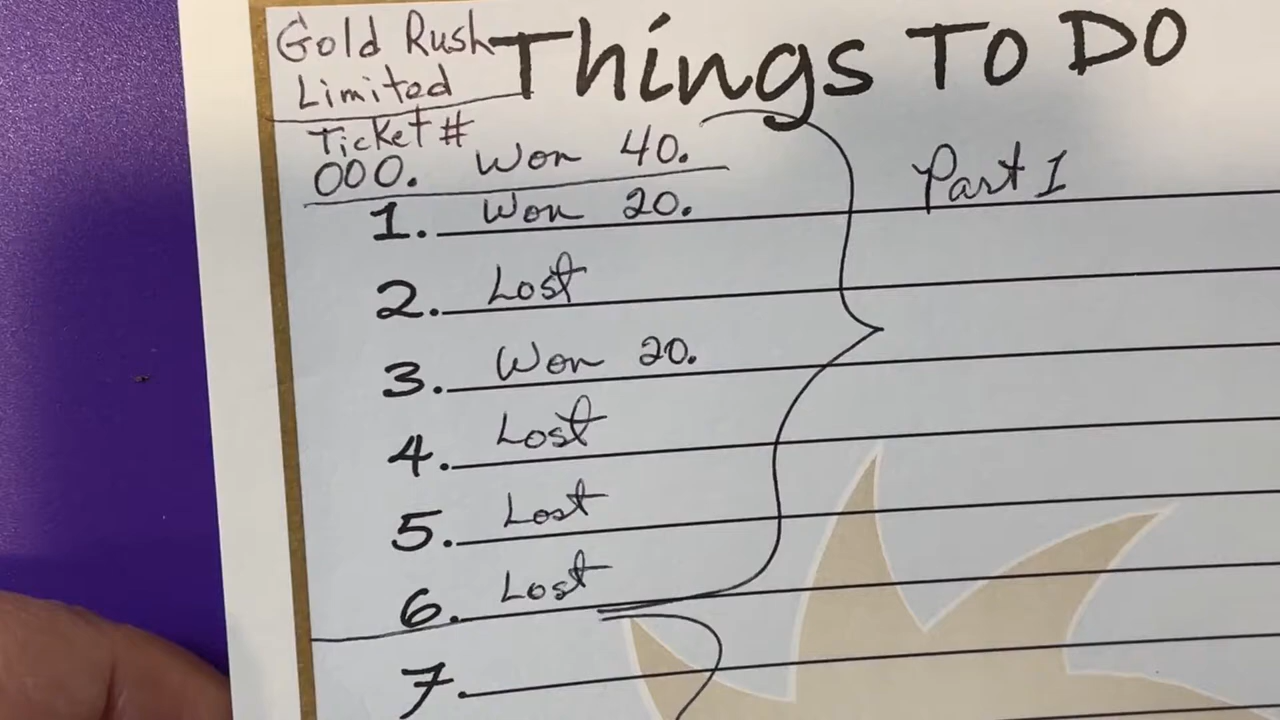 Gold Rush
Limited
Things To Do
Ticket #
000. Won 40.
Part 1
1. Won 20.
2. Lost
3. Won 20.
4. Lost
5. Lost
6. Lost
7.